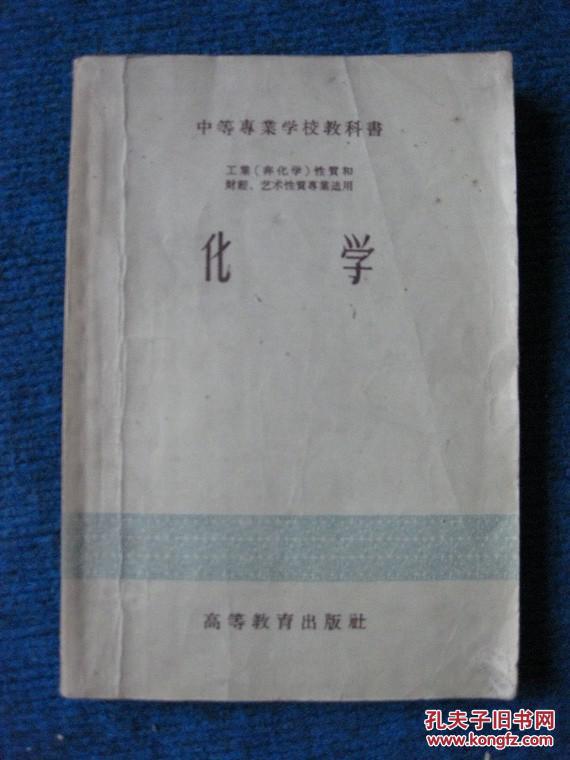 中等專業学校教科書
工業(非化学)性質和
財經、艺术性質專業适用
化学
高等教育出版社
孔夫子旧书网
www.kongfz.com